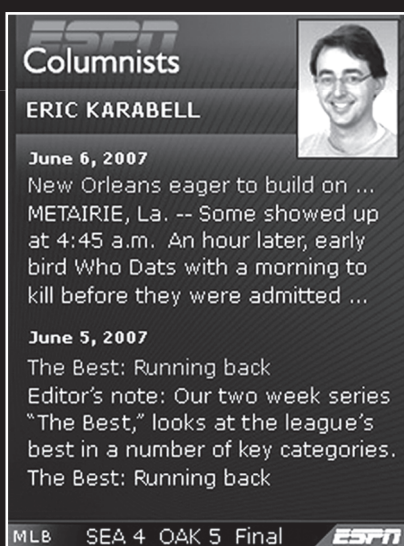 ESPN
Columnists
ERIC KARABELL
June 6, 2007
New Orleans eager to build on ...
METAIRIE, La. -- Some showed up
at 4:45 a.m. An hour later, early
bird Who Dats with a morning to
kill before they were admitted ...
June 5, 2007
The Best: Running back
Editor's note: Our two week series
"The Best," looks at the league's
best in a number of key categories.
The Best: Running back
MLB SEA 4 OAK 5 Final ESPN